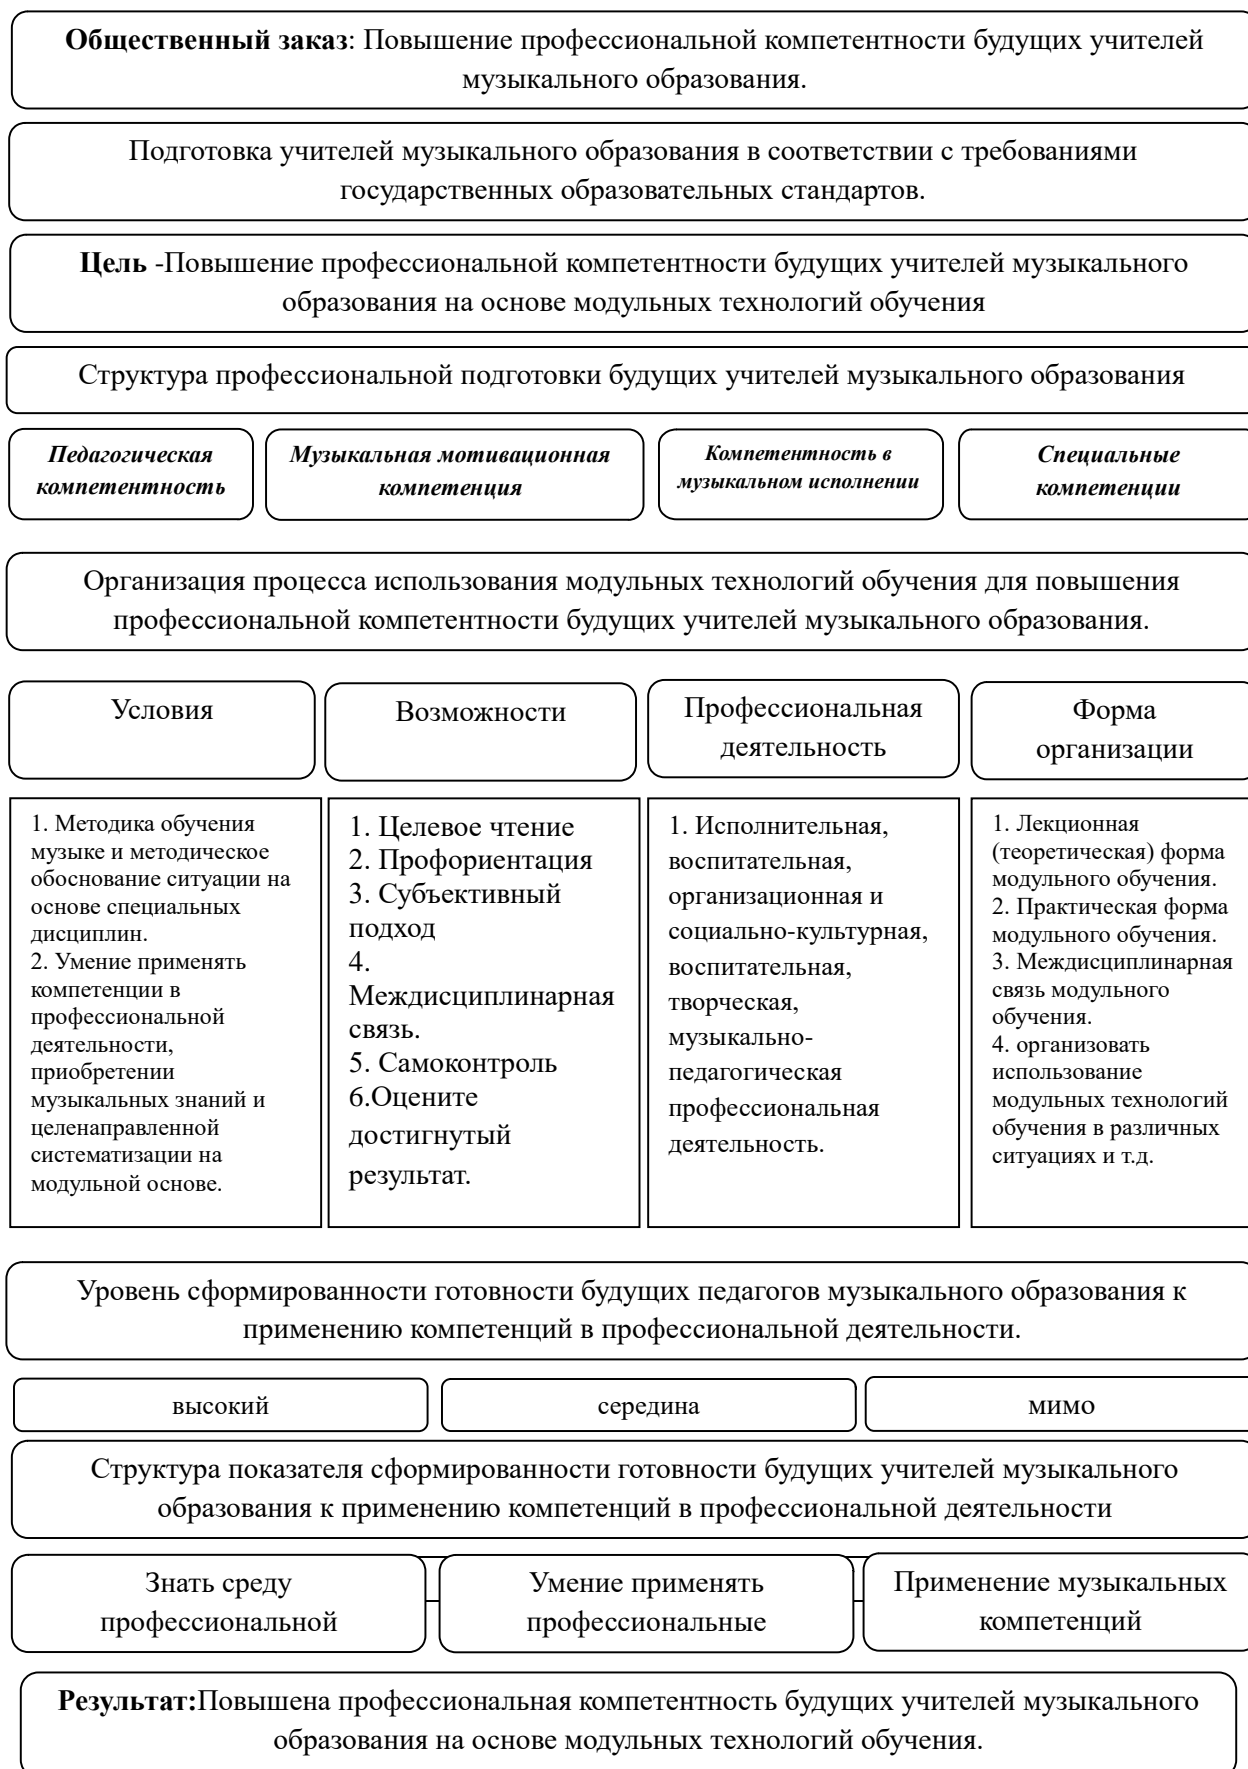 Общественный заказ: Повышение профессиональной компетентности будущих учителей
музыкального образования.
Подготовка учителей музыкального образования в соответствии с требованиями
государственных образовательных стандартов.
Цель -Повышение профессиональной компетентности будущих учителей музыкального
образования на основе модульных технологий обучения
Структура профессиональной подготовки будущих учителей музыкального образования
Педагогическая
компетентность
Музыкальная мотивационная
компетенция
Компетентность в
музыкальном исполнении
Специальные
компетенции
Организация процесса использования модульных технологий обучения для повышения
профессиональной компетентности будущих учителей музыкального образования.
Условия
Возможности
Профессиональная
деятельность
Форма
организации
1. Методика обучения
музыке и методическое
обоснование ситуации на
основе специальных
дисциплин.
2. Умение применять
компетенции в
профессиональной
деятельности,
приобретении
музыкальных знаний и
целенаправленной
систематизации на
модульной основе.
1. Целевое чтение
2. Профориентация
3. Субъективный
подход
4.
Междисциплинарная
связь.
5. Самоконтроль
6.Оцените
достигнутый
результат.
1. Исполнительная,
воспитательная,
организационная и
социально-культурная,
воспитательная,
творческая,
музыкально-
педагогическая
профессиональная
деятельность.
1. Лекционная
(теоретическая) форма
модульного обучения.
2. Практическая форма
модульного обучения.
3. Междисциплинарная
связь модульного
обучения.
4. организовать
использование
модульных технологий
обучения в различных
ситуациях и т.д.
Уровень сформированности готовности будущих педагогов музыкального образования к
применению компетенций в профессиональной деятельности.
высокий
середина
мимо
Структура показателя сформированности готовности будущих учителей музыкального
образования к применению компетенций в профессиональной деятельности
Знать среду
профессиональной
Умение применять
профессиональные
Применение музыкальных
компетенций
Результат:Повышена профессиональная компетентность будущих учителей музыкального
образования на основе модульных технологий обучения.